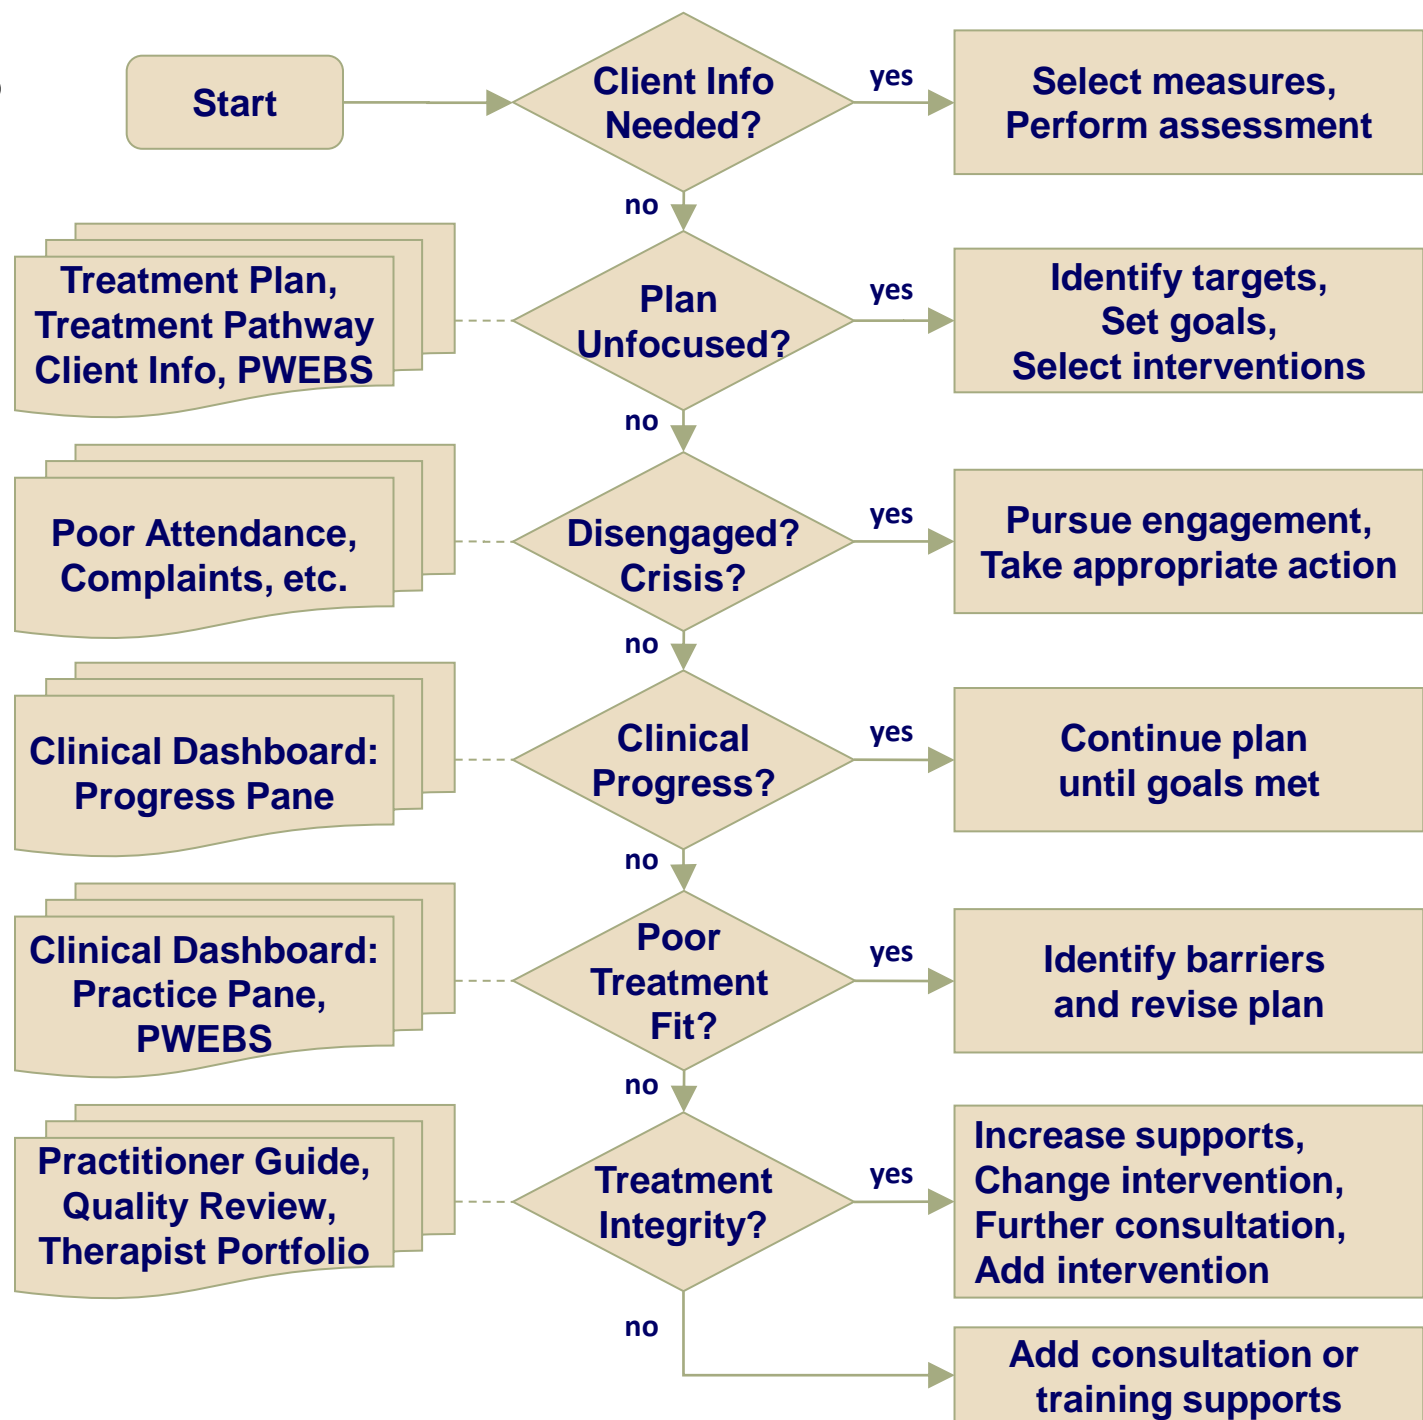 Start
Client Info
Needed?
yes
Select measures,
Perform assessment
no
Treatment Plan,
Treatment Pathway
Client Info, PWEBS
Plan
Unfocused?
yes
Identify targets,
Set goals,
Select interventions
no
Poor Attendance,
Complaints, etc.
Disengaged?
Crisis?
yes
Pursue engagement,
Take appropriate action
no
Clinical Dashboard:
Progress Pane
Clinical
Progress?
yes
Continue plan
until goals met
no
Clinical Dashboard:
Practice Pane,
PWEBS
Poor
Treatment
Fit?
yes
Identify barriers
and revise plan
no
Practitioner Guide,
Quality Review,
Therapist Portfolio
Treatment
Integrity?
yes
Increase supports,
Change intervention,
Further consultation,
Add intervention
no
Add consultation or
training supports